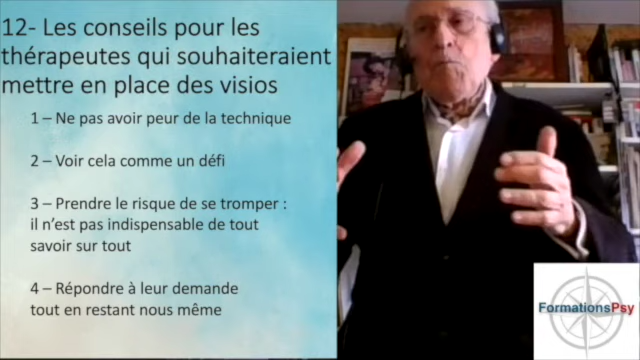 12- Les conseils pour les
thérapeutes qui souhaiteraient
mettre en place des visios
1 – Ne pas avoir peur de la technique
2 – Voir cela comme un défi
3 – Prendre le risque de se tromper :
il n'est pas indispensable de tout
savoir sur tout
4 – Répondre à leur demande
tout en restant nous même
FormationsPsy